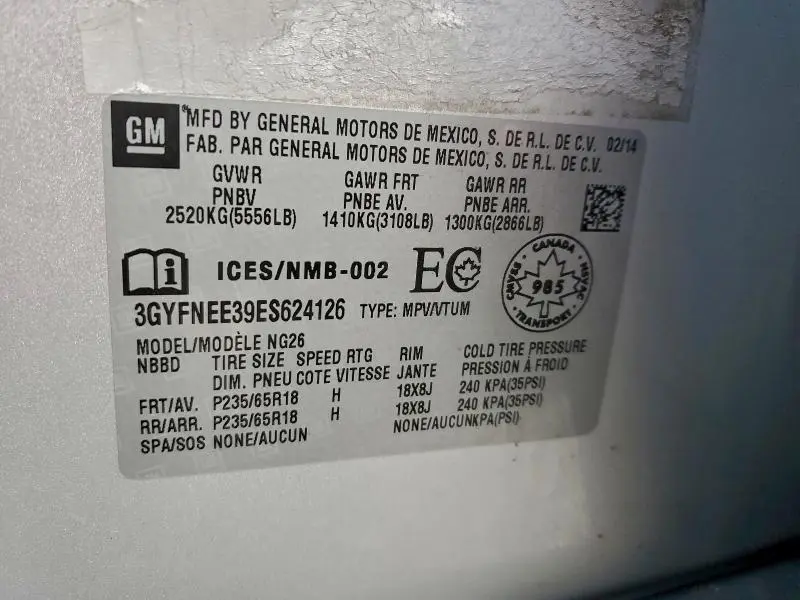 GM
MFD BY GENERAL MOTORS DE MEXICO, S. DE R.L. DE C.V. 02/14
FAB. PAR GENERAL MOTORS DE MEXICO, S. DE R.L. DE C.V.
GVWR GAWR FRT GAWR RR
PNBV PNBE AV. PNBE ARR.
2520KG(5556LB) 1410KG(3108LB) 1300KG(2866LB)
ICES/NMB-002 EC
CANADA
CMVSS 985 NSVAC
TRANSPORT
3GYFNEE39ES624126 TYPE: MPV/VTUM
MODEL/MODÈLE NG26
NBBD TIRE SIZE SPEED RTG RIM COLD TIRE PRESSURE
DIM. PNEU COTE VITESSE JANTE PRESSION À FROID
FRT/AV. P235/65R18 H 18X8J 240 KPA(35PSI)
RR/ARR. P235/65R18 H 18X8J 240 KPA(35PSI)
SPA/SOS NONE/AUCUN NONE/AUCUNKPA(PSI)